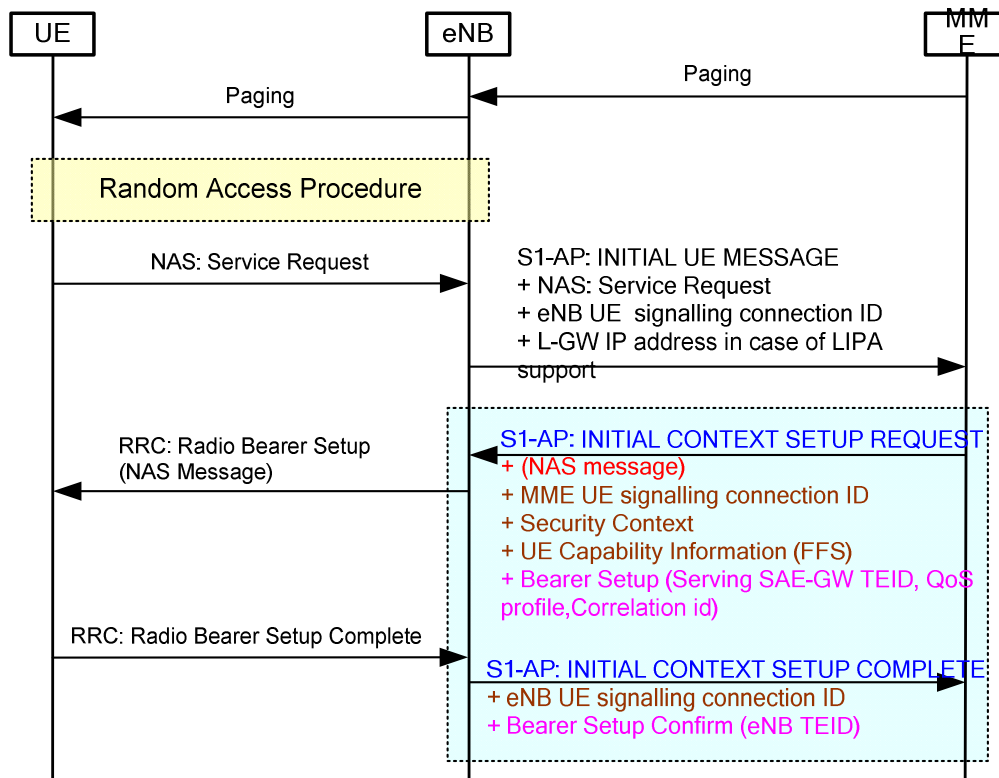 UE
eNB
MM
E
Paging
Paging
Random Access Procedure
NAS: Service Request
S1-AP: INITIAL UE MESSAGE
+ NAS: Service Request
+ eNB UE signalling connection ID
+ L-GW IP address in case of LIPA
support
RRC: Radio Bearer Setup
(NAS Message)
S1-AP: INITIAL CONTEXT SETUP REQUEST
+ (NAS message)
+ MME UE signalling connection ID
+ Security Context
+ UE Capability Information (FFS)
+ Bearer Setup (Serving SAE-GW TEID, QoS
profile,Correlation id)
RRC: Radio Bearer Setup Complete
S1-AP: INITIAL CONTEXT SETUP COMPLETE
+ eNB UE signalling connection ID
+ Bearer Setup Confirm (eNB TEID)